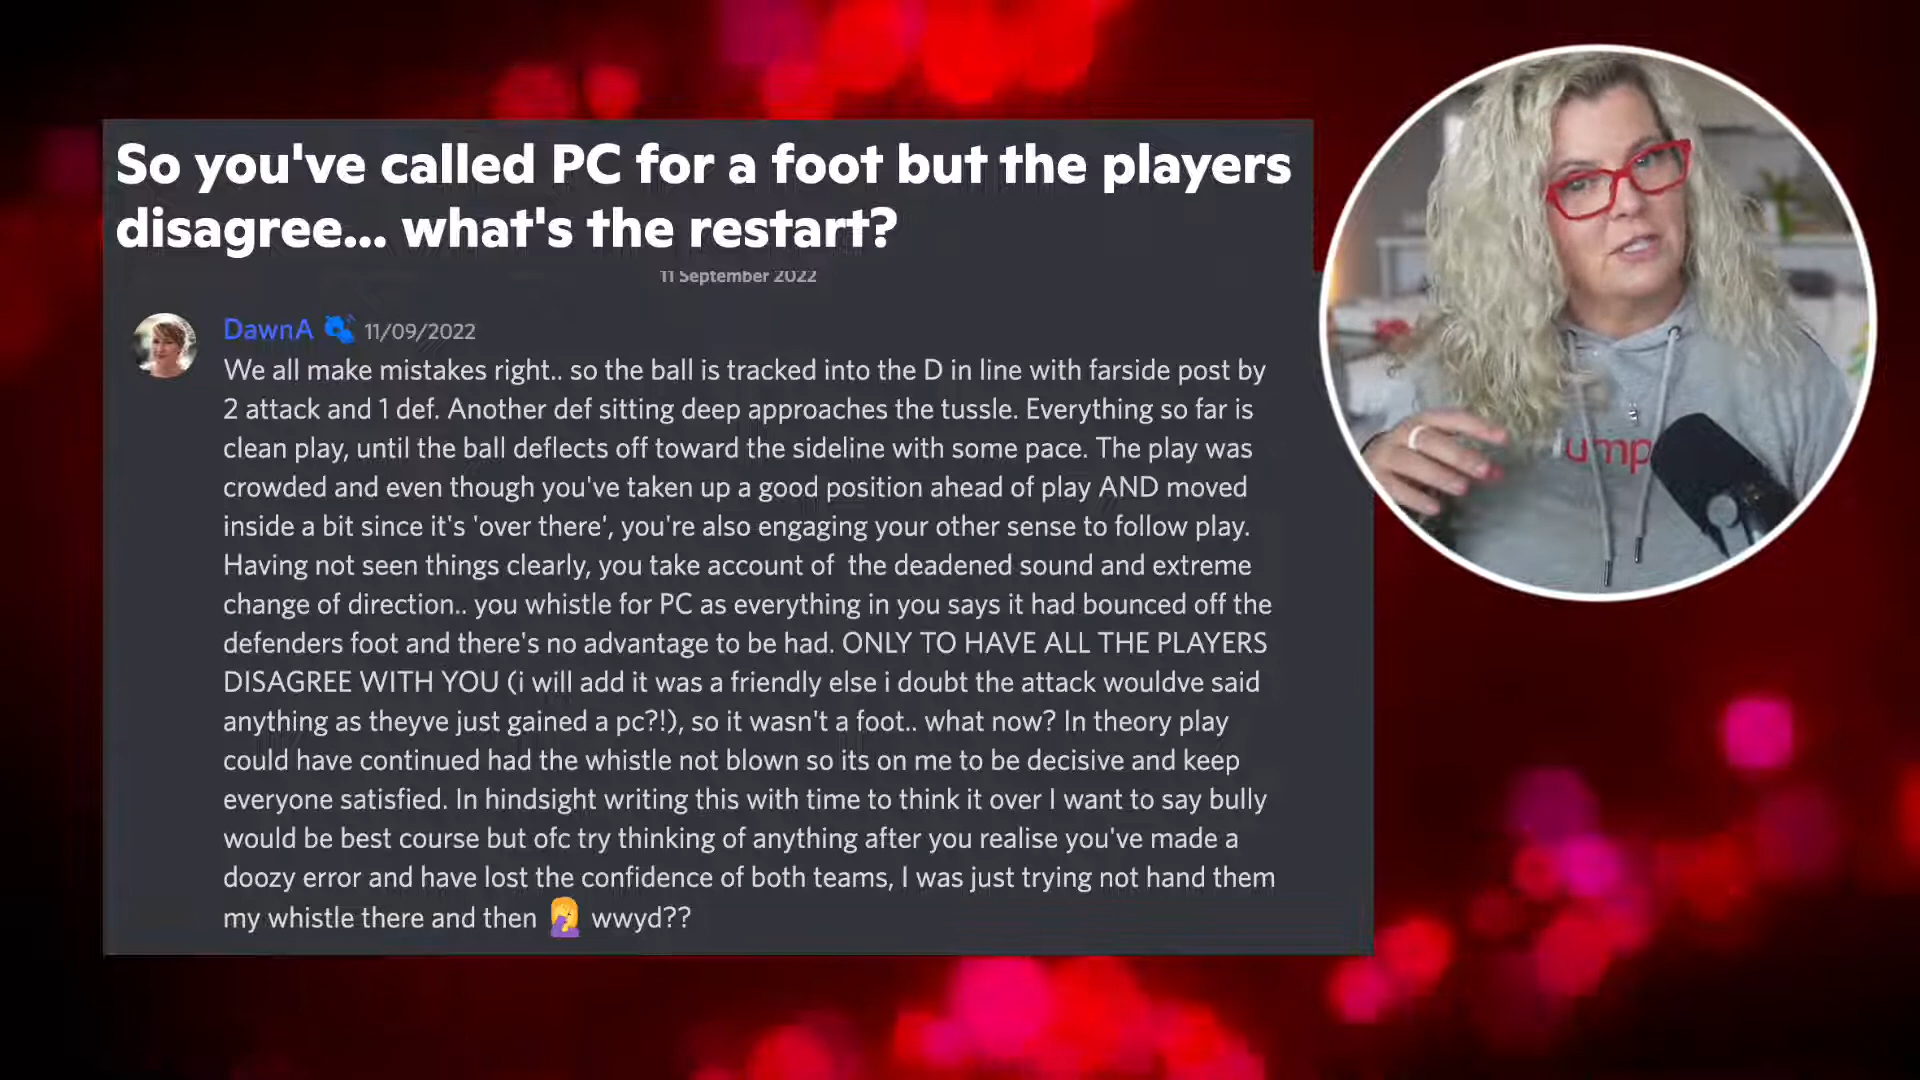 So you've called PC for a foot but the players
disagree... what's the restart?
11 September 2022
DawnA 11/09/2022
We all make mistakes right.. so the ball is tracked into the D in line with farside post by
2 attack and 1 def. Another def sitting deep approaches the tussle. Everything so far is
clean play, until the ball deflects off toward the sideline with some pace. The play was
crowded and even though you've taken up a good position ahead of play AND moved
inside a bit since it's 'over there', you're also engaging your other sense to follow play.
Having not seen things clearly, you take account of the deadened sound and extreme
change of direction.. you whistle for PC as everything in you says it had bounced off the
defenders foot and there's no advantage to be had. ONLY TO HAVE ALL THE PLAYERS
DISAGREE WITH YOU (i will add it was a friendly else i doubt the attack wouldve said
anything as theyve just gained a pc?!), so it wasn't a foot.. what now? In theory play
could have continued had the whistle not blown so its on me to be decisive and keep
everyone satisfied. In hindsight writing this with time to think it over I want to say bully
would be best course but ofc try thinking of anything after you realise you've made a
doozy error and have lost the confidence of both teams, I was just trying not hand them
my whistle there and then 🤦‍♀️ wwyd??
ump